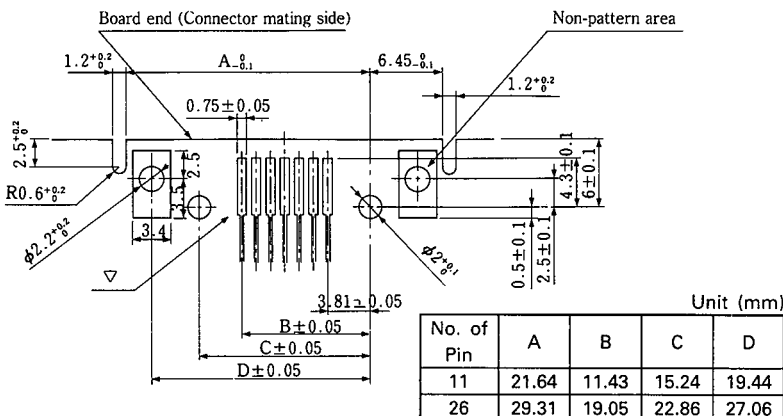 Board end (Connector mating side)
Non-pattern area
1.2+0.2 0
A 0 -0.1
6.45 0 -0.1
1.2+0.2 0
0.75±0.05
2.5+0.2 0
2.5
4.3±0.1
6±0.1
R0.6+0.2 0
3.5
φ2.2+0.2 0
3.4
φ2+0.1 0
0.5±0.1
2.5±0.1
▽
3.81±0.05
B±0.05
C±0.05
D±0.05
Unit (mm)
No. of Pin A B C D
11 21.64 11.43 15.24 19.44
26 29.31 19.05 22.86 27.06